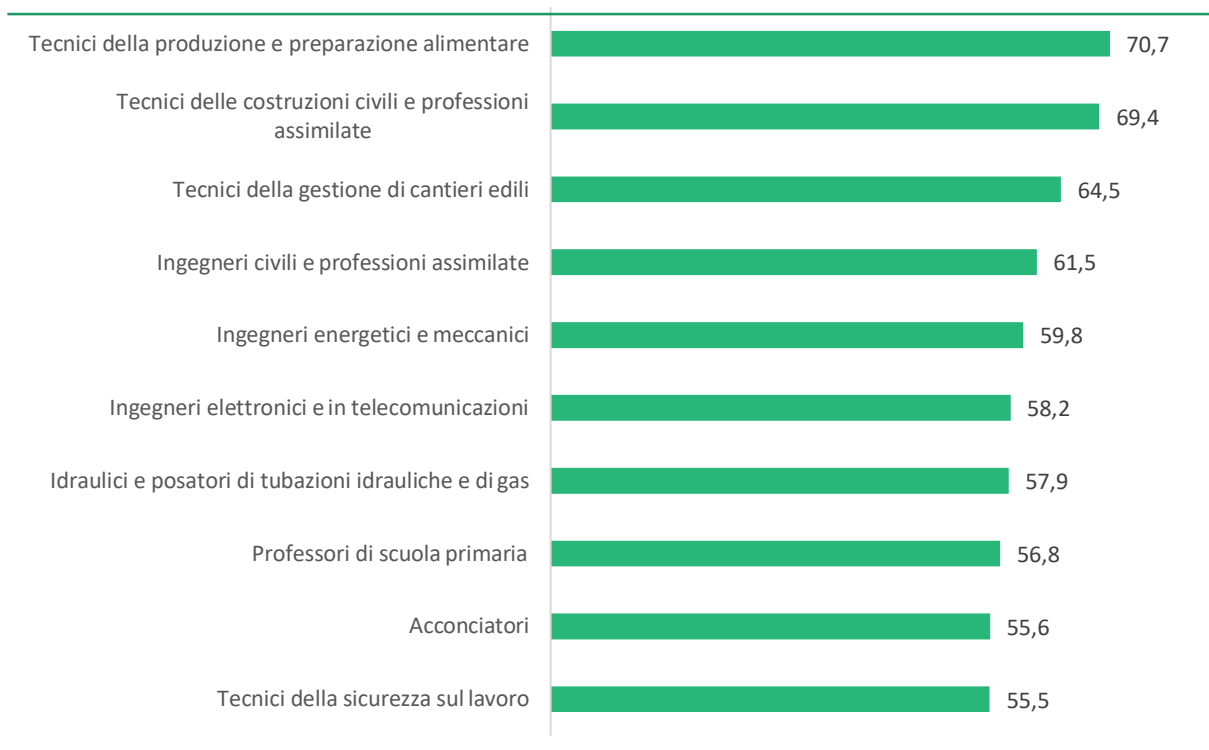 Tecnici della produzione e preparazione alimentare 70,7
Tecnici delle costruzioni civili e professioni
assimilate 69,4
Tecnici della gestione di cantieri edili 64,5
Ingegneri civili e professioni assimilate 61,5
Ingegneri energetici e meccanici 59,8
Ingegneri elettronici e in telecomunicazioni 58,2
Idraulici e posatori di tubazioni idrauliche e di gas 57,9
Professori di scuola primaria 56,8
Acconciatori 55,6
Tecnici della sicurezza sul lavoro 55,5